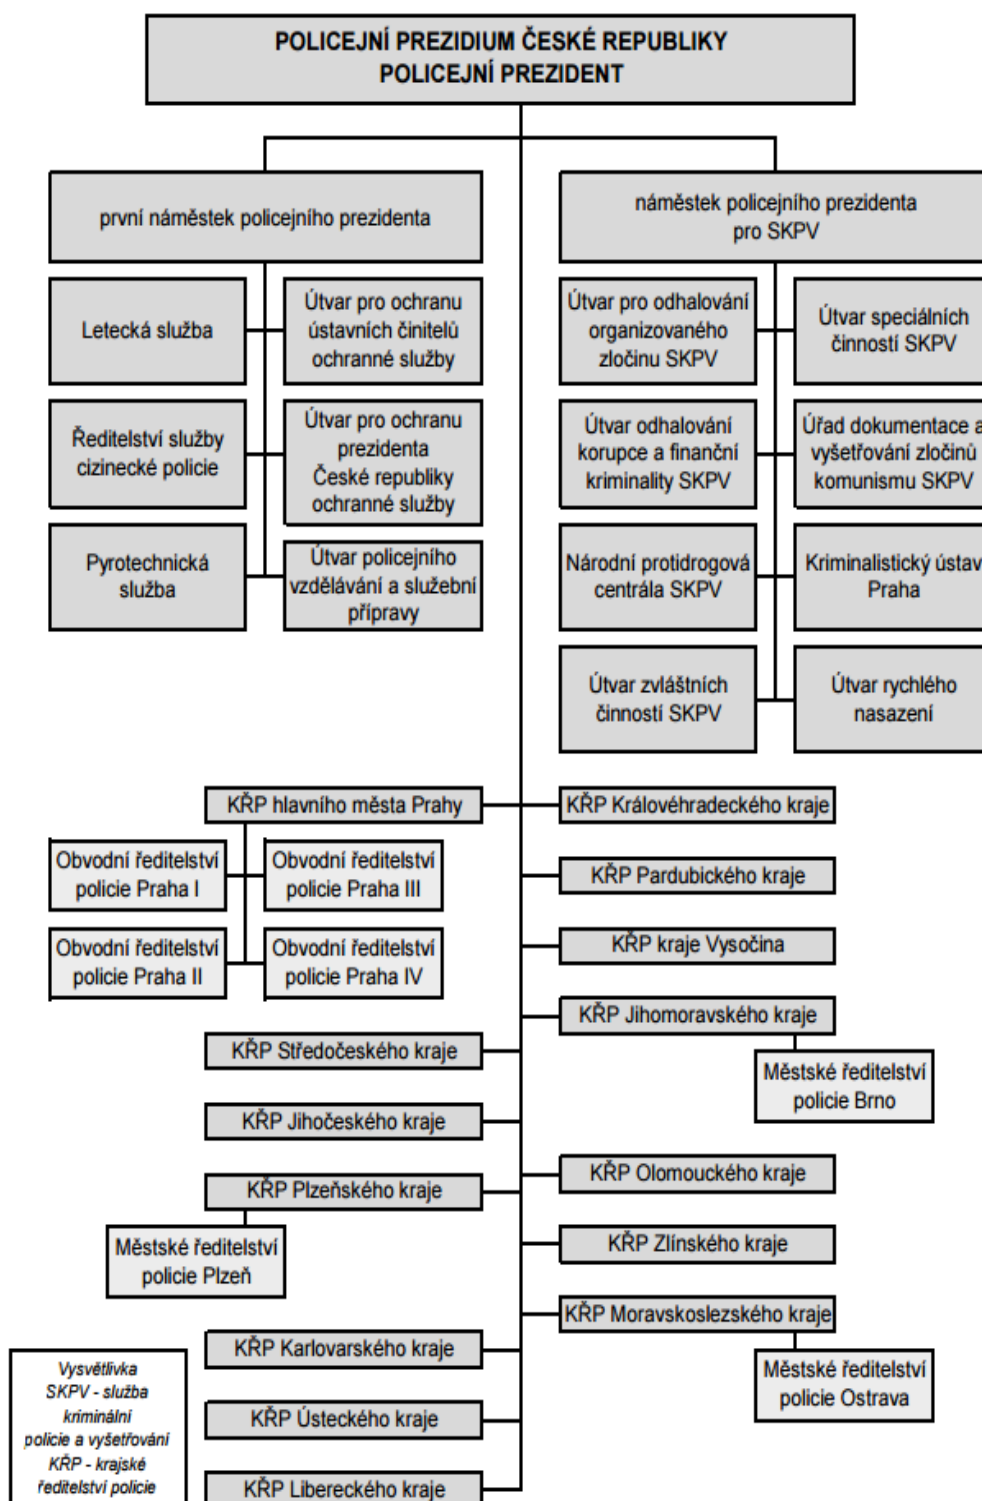 POLICEJNÍ PREZIDIUM ČESKÉ REPUBLIKY
POLICEJNÍ PREZIDENT
první náměstek policejního prezidenta
náměstek policejního prezidenta
pro SKPV
Letecká služba
Útvar pro ochranu
ústavních činitelů
ochranné služby
Ředitelství služby
cizinecké policie
Útvar pro ochranu
prezidenta
České republiky
ochranné služby
Pyrotechnická
služba
Útvar policejního
vzdělávání a služební
přípravy
Útvar pro odhalování
organizovaného
zločinu SKPV
Útvar speciálních
činností SKPV
Útvar odhalování
korupce a finanční
kriminality SKPV
Úřad dokumentace a
vyšetřování zločinů
komunismu SKPV
Národní protidrogová
centrála SKPV
Kriminalistický ústav
Praha
Útvar zvláštních
činností SKPV
Útvar rychlého
nasazení
KŘP hlavního města Prahy
Obvodní ředitelství
policie Praha I
Obvodní ředitelství
policie Praha III
Obvodní ředitelství
policie Praha II
Obvodní ředitelství
policie Praha IV
KŘP Středočeského kraje
KŘP Jihočeského kraje
KŘP Plzeňského kraje
Městské ředitelství
policie Plzeň
KŘP Karlovarského kraje
KŘP Ústeckého kraje
KŘP Libereckého kraje
KŘP Královéhradeckého kraje
KŘP Pardubického kraje
KŘP kraje Vysočina
KŘP Jihomoravského kraje
Městské ředitelství
policie Brno
KŘP Olomouckého kraje
KŘP Zlínského kraje
KŘP Moravskoslezského kraje
Městské ředitelství
policie Ostrava
Vysvětlivka
SKPV - služba
kriminální
policie a vyšetřování
KŘP - krajské
ředitelství policie